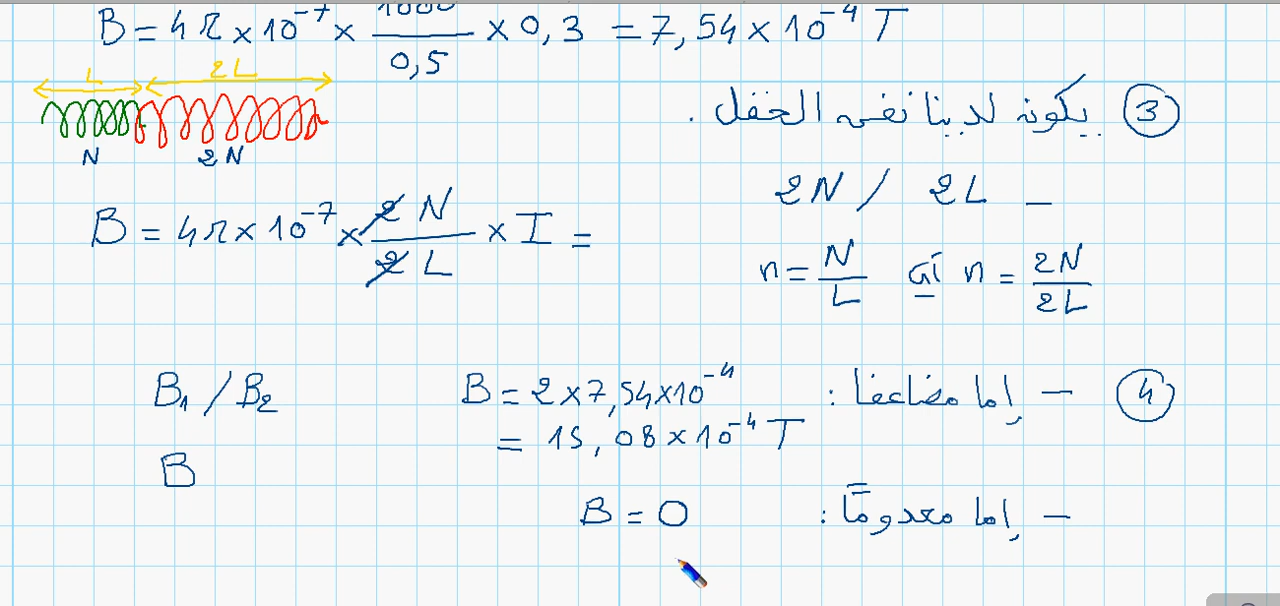 B = 4π × 10⁻⁷ × 1000/0,5 × 0,3 = 7,54 × 10⁻⁴ T
L 2L
N 2N
③ يكون لدينا نفس الحقل .
2N / 2L –
B = 4π × 10⁻⁷ × 2N/2L × I =
n = N/L أي n = 2N/2L
④ – إما مضاعفا : B = 2 × 7,54 × 10⁻⁴
= 15,08 × 10⁻⁴ T
B₁ / B₂
B
– إما معدوما : B = 0